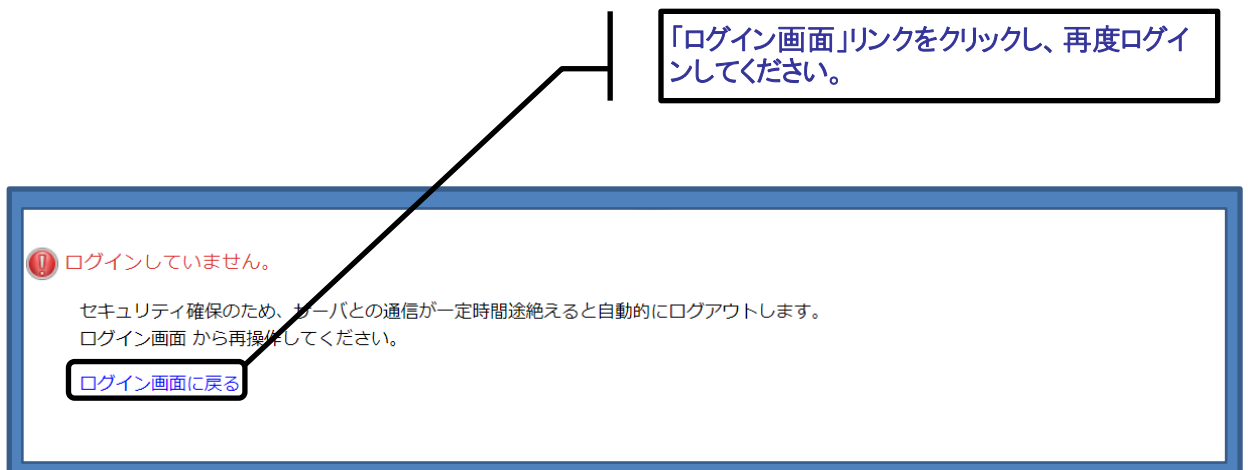 「ログイン画面」リンクをクリックし、再度ログイ
ンしてください。
ログインしていません。
セキュリティ確保のため、サーバとの通信が一定時間途絶えると自動的にログアウトします。
ログイン画面 から再操作してください。
ログイン画面に戻る